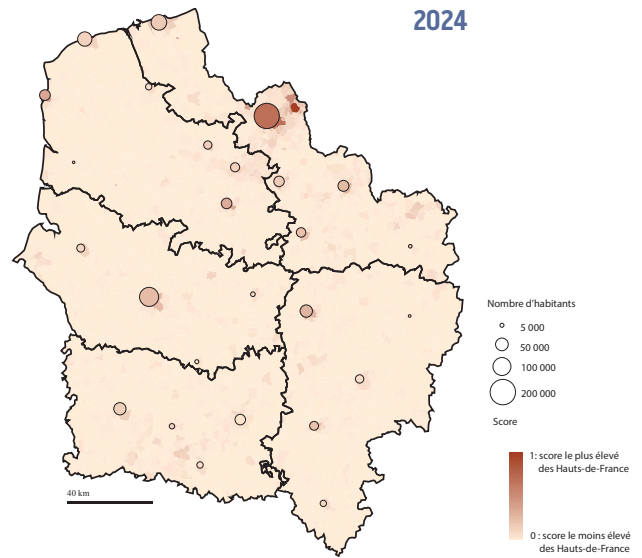 2024
Nombre d'habitants
5 000
50 000
100 000
200 000
Score
1: score le plus élevé
des Hauts-de-France
0 : score le moins élevé
des Hauts-de-France
40 km